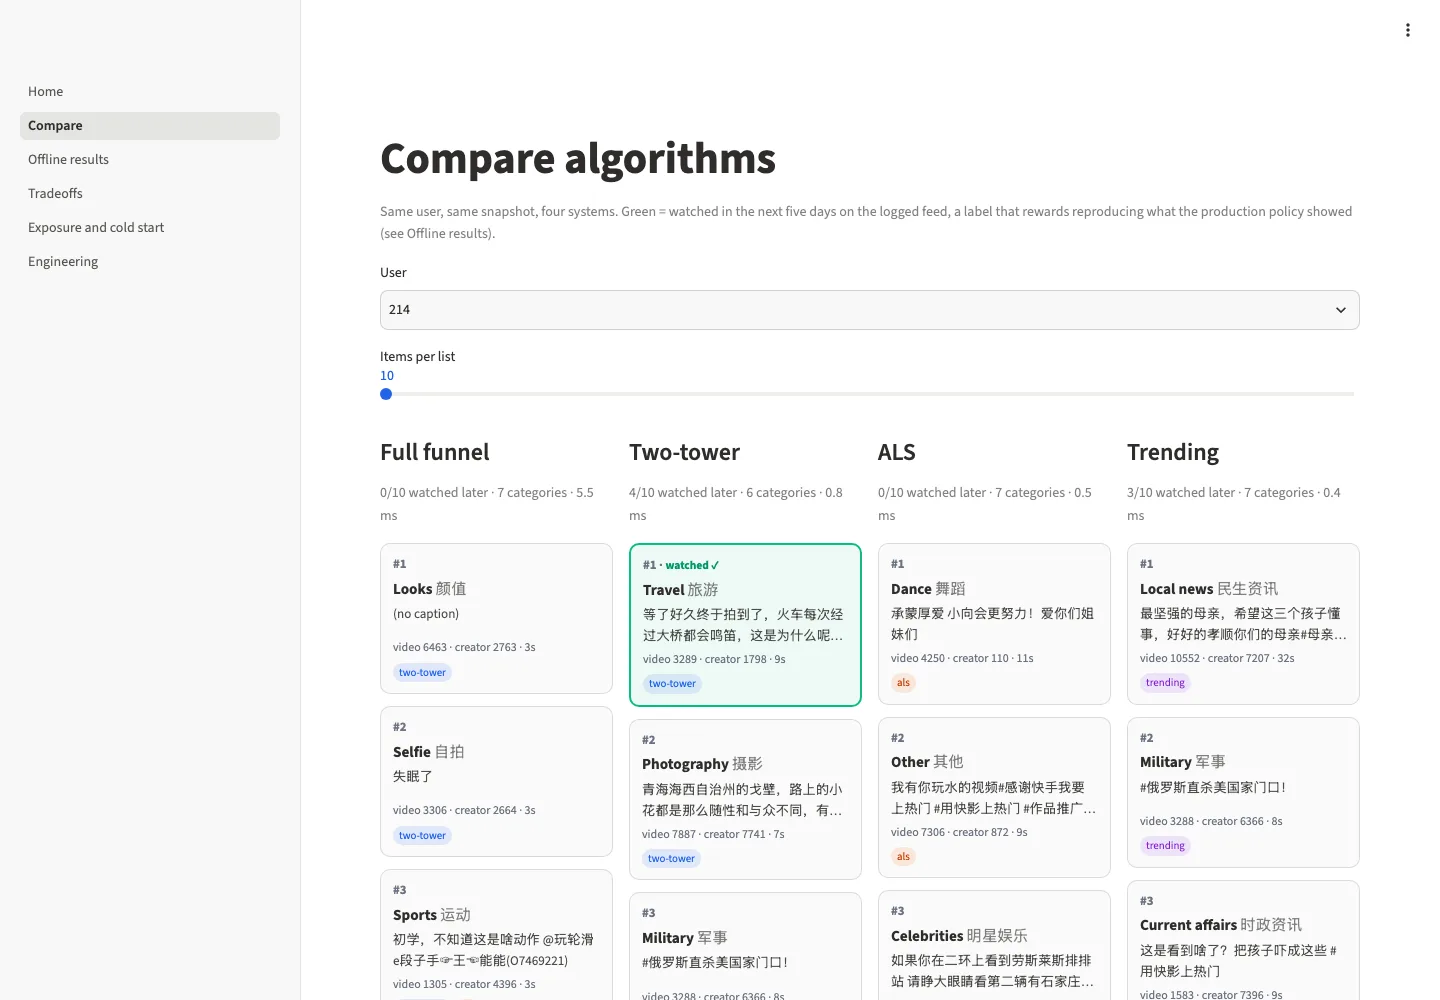 Home
Compare
Offline results
Tradeoffs
Exposure and cold start
Engineering
Compare algorithms
Same user, same snapshot, four systems. Green = watched in the next five days on the logged feed, a label that rewards reproducing what the production policy showed
(see Offline results).
User
214
Items per list
10
Full funnel
0/10 watched later · 7 categories · 5.5
ms
#1
Looks 颜值
(no caption)
video 6463 · creator 2763 · 3s
two-tower
#2
Selfie 自拍
失眠了
video 3306 · creator 2664 · 3s
two-tower
#3
Sports 运动
初学，不知道这是啥动作 @玩轮滑
e段子手☞王☜能能(O7469221)
video 1305 · creator 4396 · 3s
Two-tower
4/10 watched later · 6 categories · 0.8
ms
#1 · watched ✓
Travel 旅游
等了好久终于拍到了，火车每次经
过大桥都会鸣笛，这是为什么呢…
video 3289 · creator 1798 · 9s
two-tower
#2
Photography 摄影
青海海西自治州的戈壁，路上的小
花都是那么随性和与众不同，有…
video 7887 · creator 7741 · 7s
two-tower
#3
Military 军事
#俄罗斯直杀美国家门口！
video 3288 · creator 6366 · 8s
ALS
0/10 watched later · 7 categories · 0.5
ms
#1
Dance 舞蹈
承蒙厚爱 小向会更努力！爱你们姐
妹们
video 4250 · creator 110 · 11s
als
#2
Other 其他
我有你玩水的视频#感谢快手我要
上热门 #用快影上热门 #作品推广…
video 7306 · creator 872 · 9s
als
#3
Celebrities 明星娱乐
如果你在二环上看到劳斯莱斯排排
站 请睁大眼睛看第二辆有石家庄…
Trending
3/10 watched later · 7 categories · 0.4
ms
#1
Local news 民生资讯
最坚强的母亲，希望这三个孩子懂
事，好好的孝顺你们的母亲#母亲…
video 10552 · creator 7207 · 32s
trending
#2
Military 军事
#俄罗斯直杀美国家门口！
video 3288 · creator 6366 · 8s
trending
#3
Current affairs 时政资讯
这是看到啥了？把孩子吓成这些 #
用快影上热门
video 1583 · creator 7396 · 9s